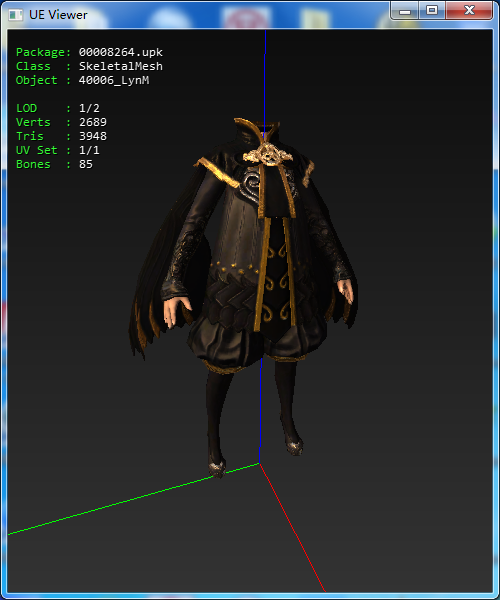 UE Viewer
Package: 00008264.upk
Class : SkeletalMesh
Object : 40006_LynM
LOD : 1/2
Verts : 2689
Tris : 3948
UV Set : 1/1
Bones : 85